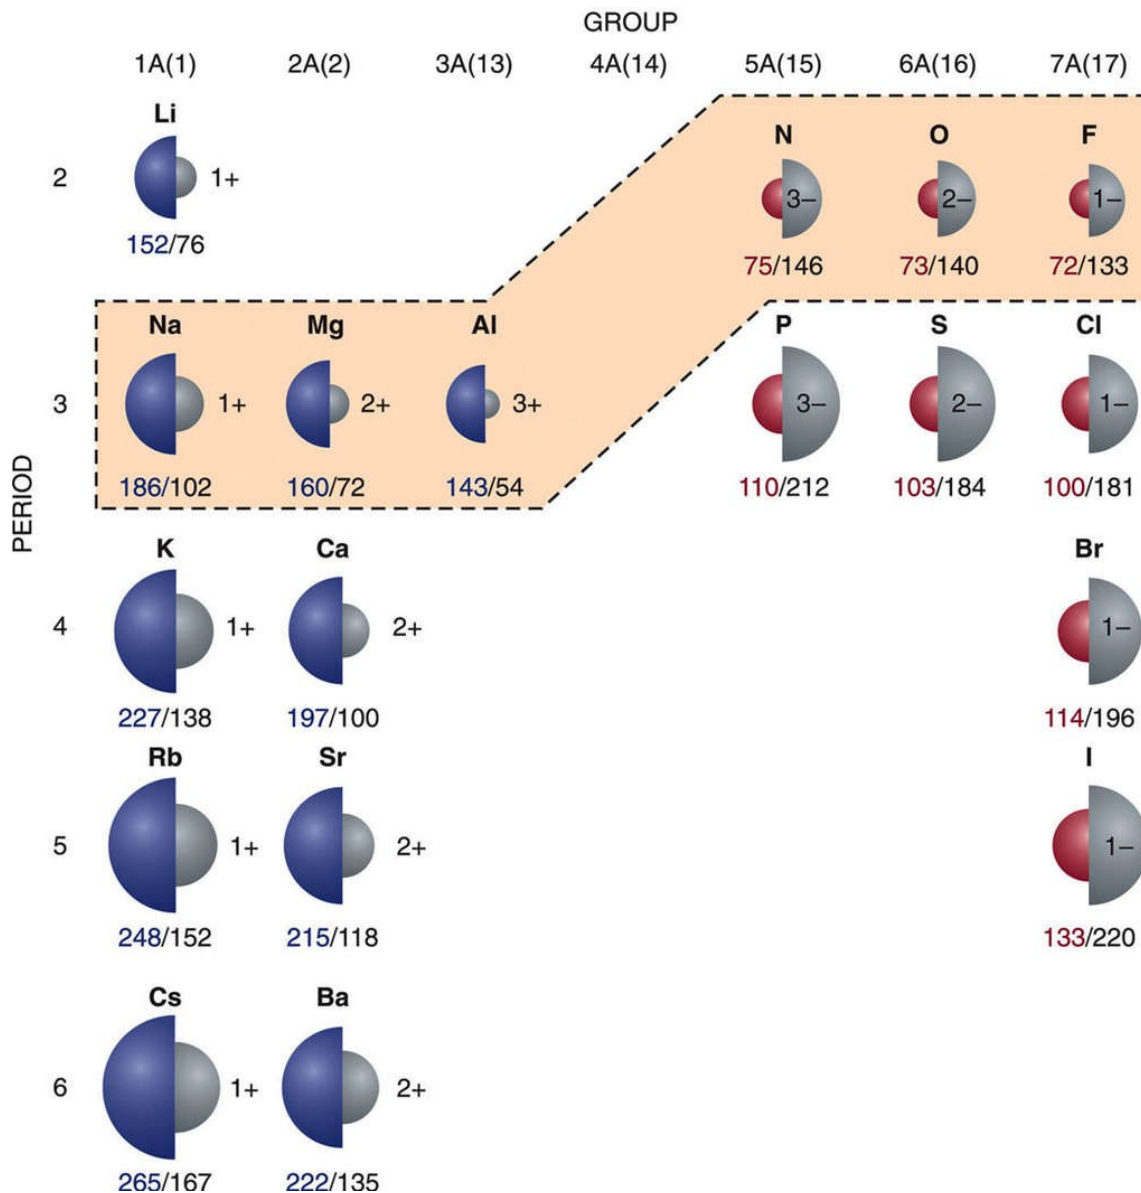 GROUP
1A(1) 2A(2) 3A(13) 4A(14) 5A(15) 6A(16) 7A(17)
Li
N O F
2 1+ 3– 2– 1–
152/76
75/146 73/140 72/133
Na Mg Al P S Cl
3 1+ 2+ 3+ 3– 2– 1–
186/102 160/72 143/54 110/212 103/184 100/181
PERIOD
K Ca Br
4 1+ 2+ 1–
227/138 197/100 114/196
Rb Sr I
5 1+ 2+ 1–
248/152 215/118 133/220
Cs Ba
6 1+ 2+
265/167 222/135